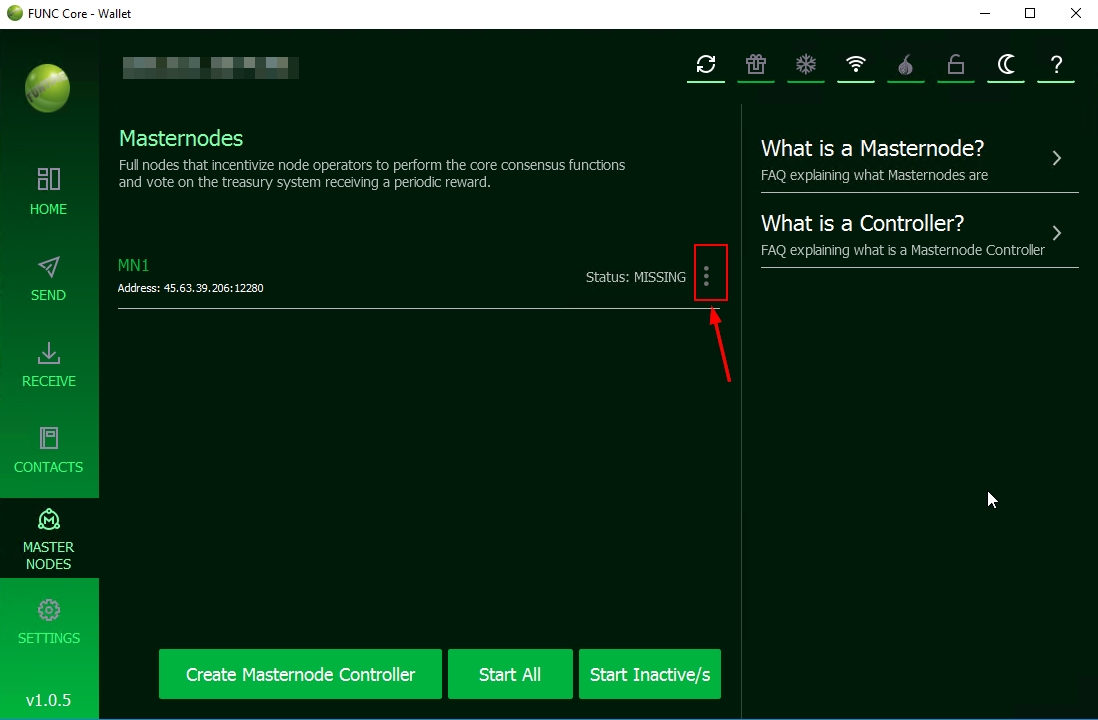 FUNC Core - Wallet
HOME
SEND
RECEIVE
CONTACTS
MASTER
NODES
SETTINGS
v1.0.5
Masternodes
Full nodes that incentivize node operators to perform the core consensus functions
and vote on the treasury system receiving a periodic reward.
MN1
Address: 45.63.39.206:12280
Status: MISSING
Create Masternode Controller
Start All
Start Inactive/s
?
What is a Masternode?
FAQ explaining what Masternodes are
What is a Controller?
FAQ explaining what is a Masternode Controller